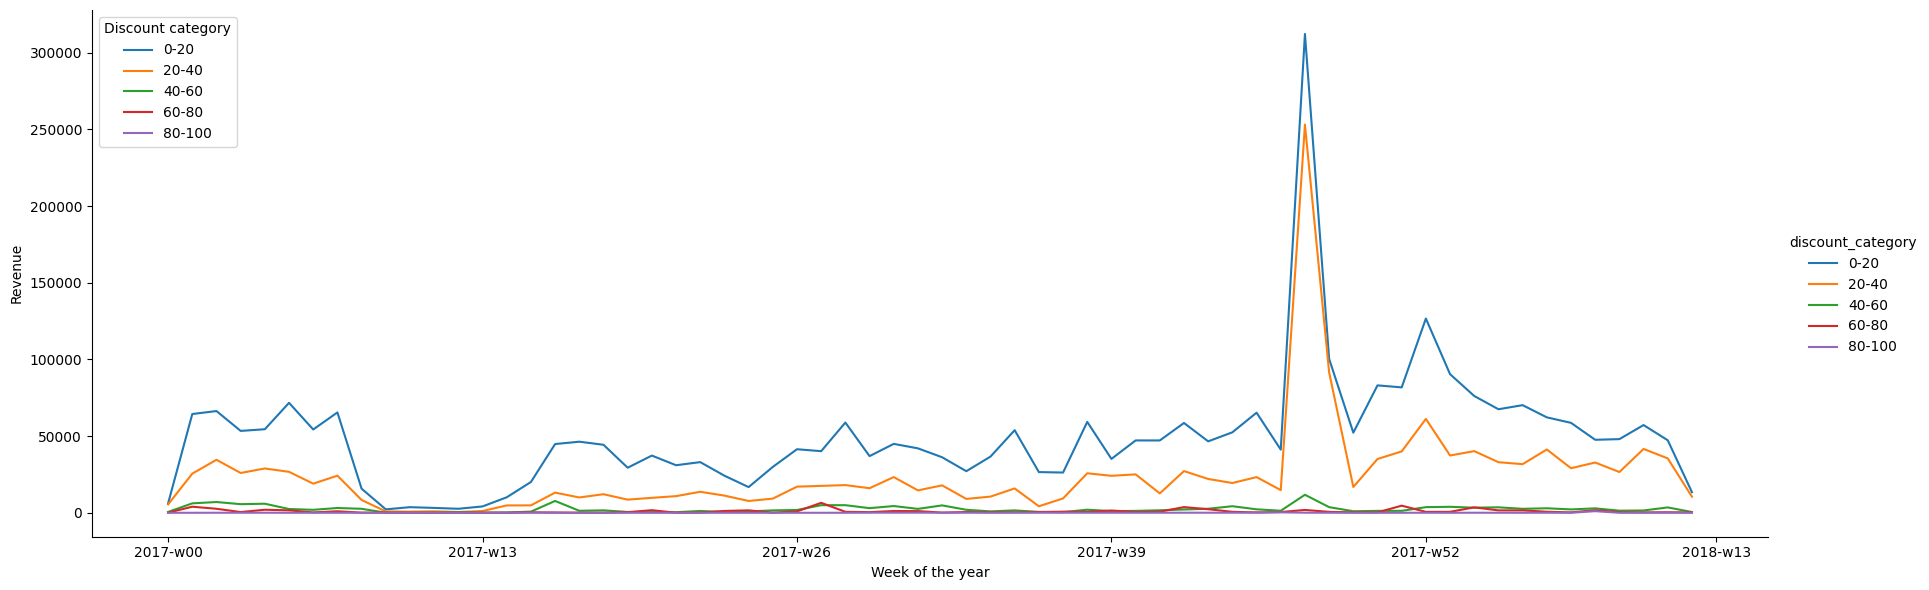 Discount category
0-20
20-40
40-60
60-80
80-100
300000
250000
200000
150000
100000
50000
0
Revenue
2017-w00
2017-w13
2017-w26
2017-w39
2017-w52
2018-w13
Week of the year
discount_category
0-20
20-40
40-60
60-80
80-100